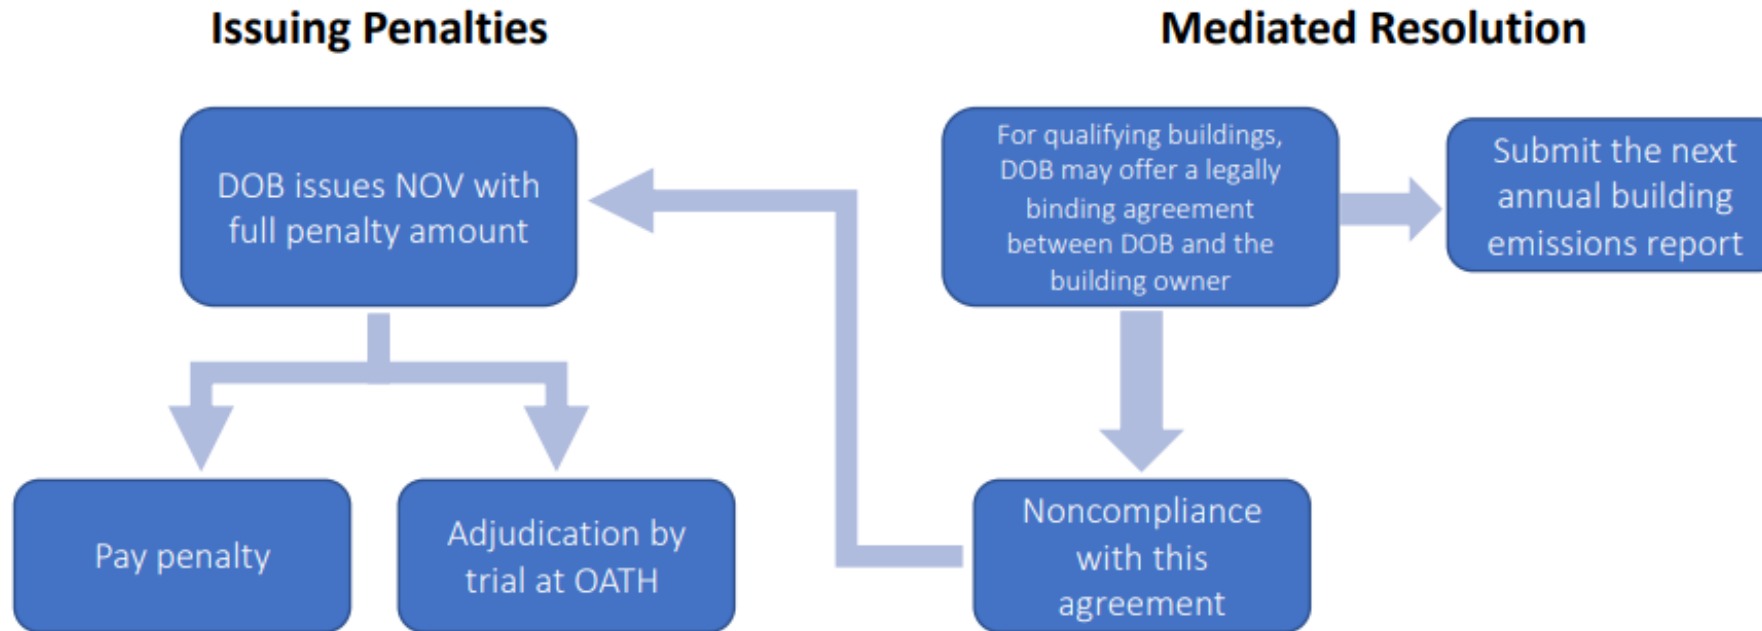 Issuing Penalties
Mediated Resolution
DOB issues NOV with
full penalty amount
For qualifying buildings,
DOB may offer a legally
binding agreement
between DOB and the
building owner
Submit the next
annual building
emissions report
Pay penalty
Adjudication by
trial at OATH
Noncompliance
with this
agreement